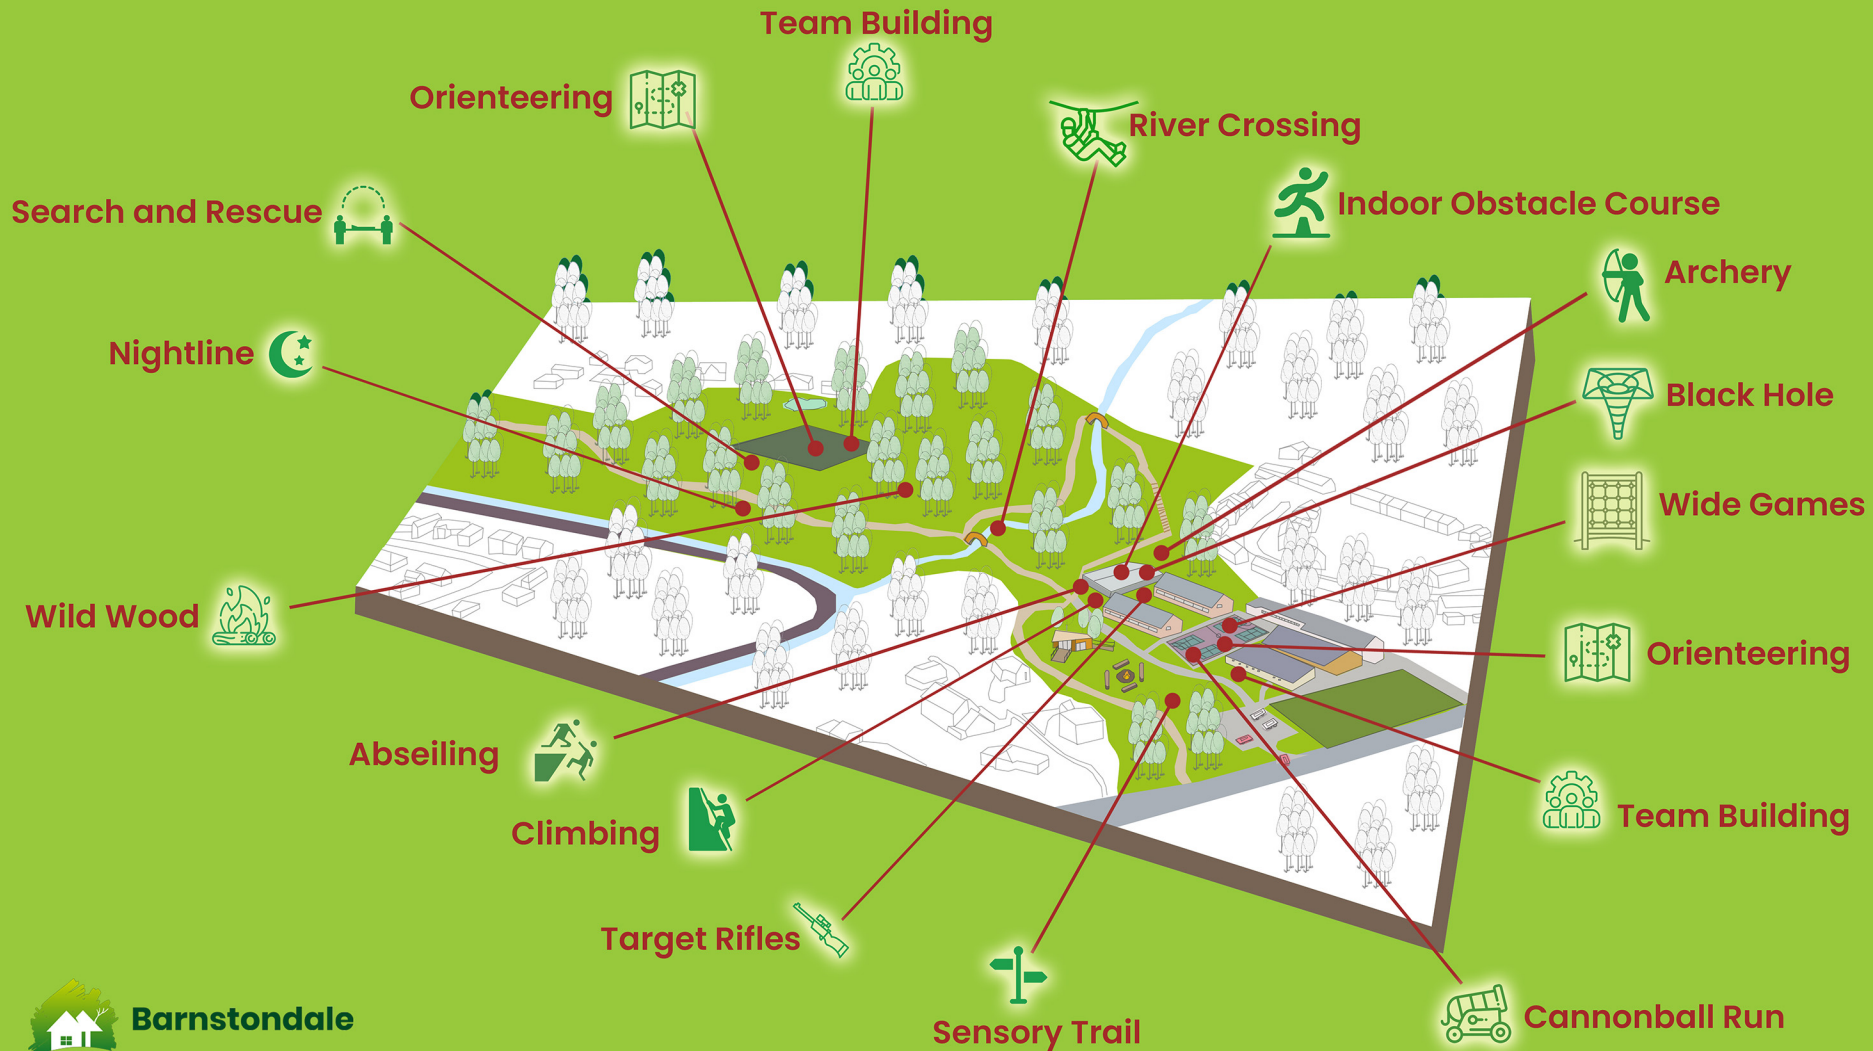 Team Building
Orienteering
River Crossing
Search and Rescue
Indoor Obstacle Course
Archery
Nightline
Black Hole
Wide Games
Wild Wood
Orienteering
Abseiling
Climbing
Team Building
Target Rifles
Sensory Trail
Cannonball Run
Barnstondale